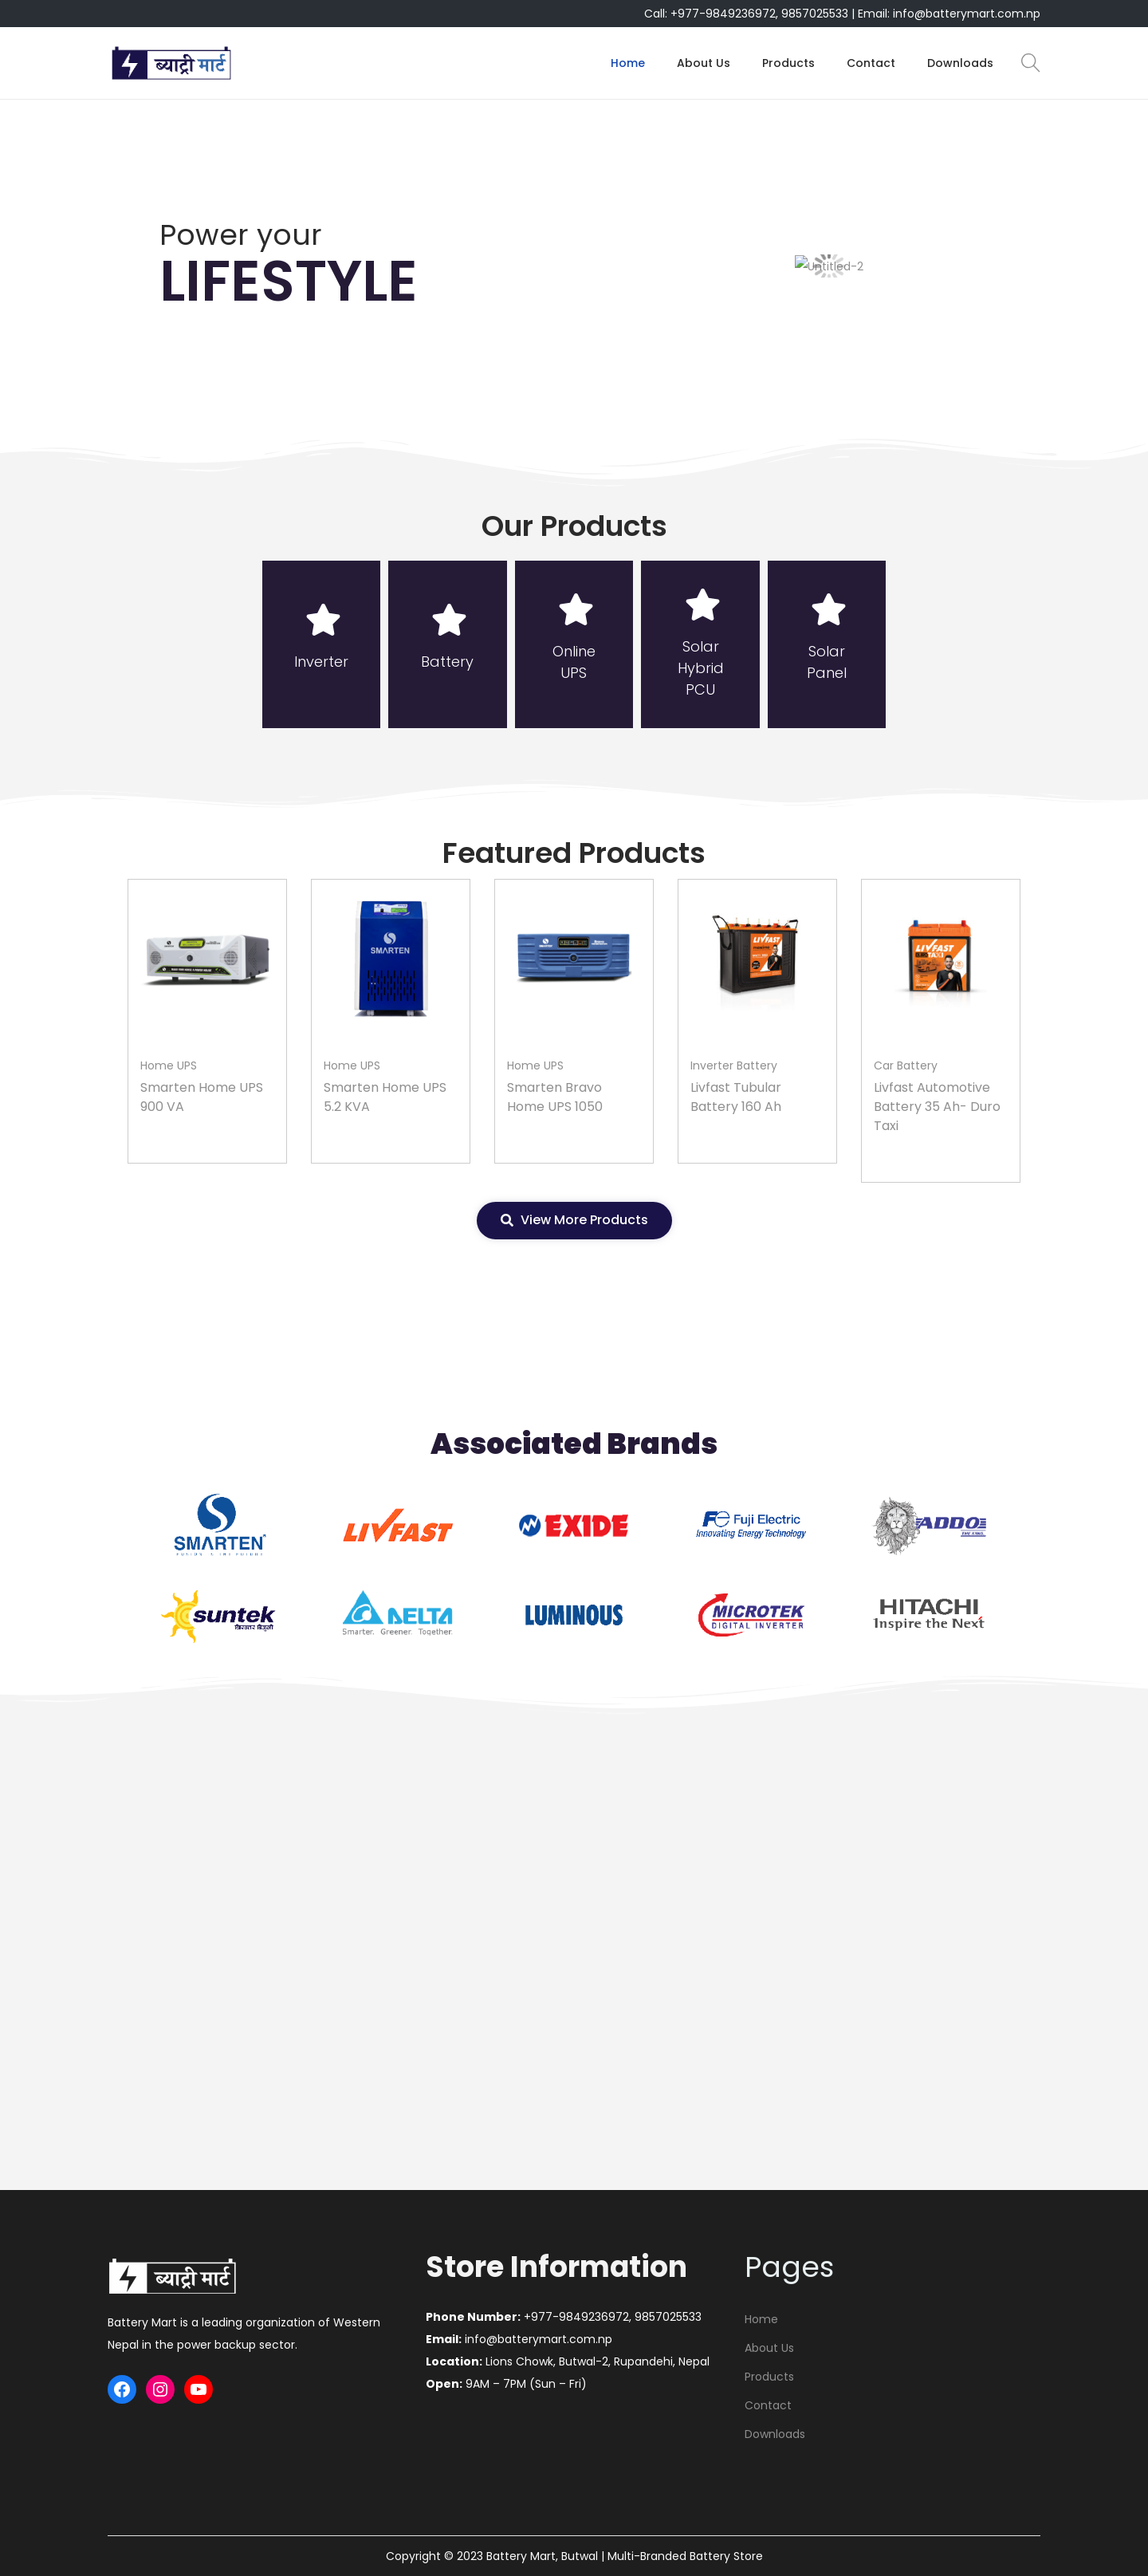 Call: +977-9849236972, 9857025533 | Email: info@batterymart.com.np
ब्याट्री मार्ट
Home About Us Products Contact Downloads
Power your
LIFESTYLE
Untitled-2
Our Products
Inverter
Battery
Online
UPS
Solar
Hybrid
PCU
Solar
Panel
Featured Products
SMARTEN
LIVFAST
LIVFAST
Home UPS
Smarten Home UPS
900 VA
Home UPS
Smarten Home UPS
5.2 KVA
Home UPS
Smarten Bravo
Home UPS 1050
Inverter Battery
Livfast Tubular
Battery 160 Ah
Car Battery
Livfast Automotive
Battery 35 Ah- Duro
Taxi
View More Products
Associated Brands
SMARTEN
LIVFAST
EXIDE
Fe Fuji Electric
Innovating Energy Technology
ADDO
suntek
DELTA
Smarter. Greener. Together.
LUMINOUS
MICROTEK
DIGITAL INVERTER
HITACHI
Inspire the Next
ब्याट्री मार्ट
Battery Mart is a leading organization of Western
Nepal in the power backup sector.
Store Information
Phone Number: +977-9849236972, 9857025533
Email: info@batterymart.com.np
Location: Lions Chowk, Butwal-2, Rupandehi, Nepal
Open: 9AM – 7PM (Sun – Fri)
Pages
Home
About Us
Products
Contact
Downloads
Copyright © 2023 Battery Mart, Butwal | Multi-Branded Battery Store